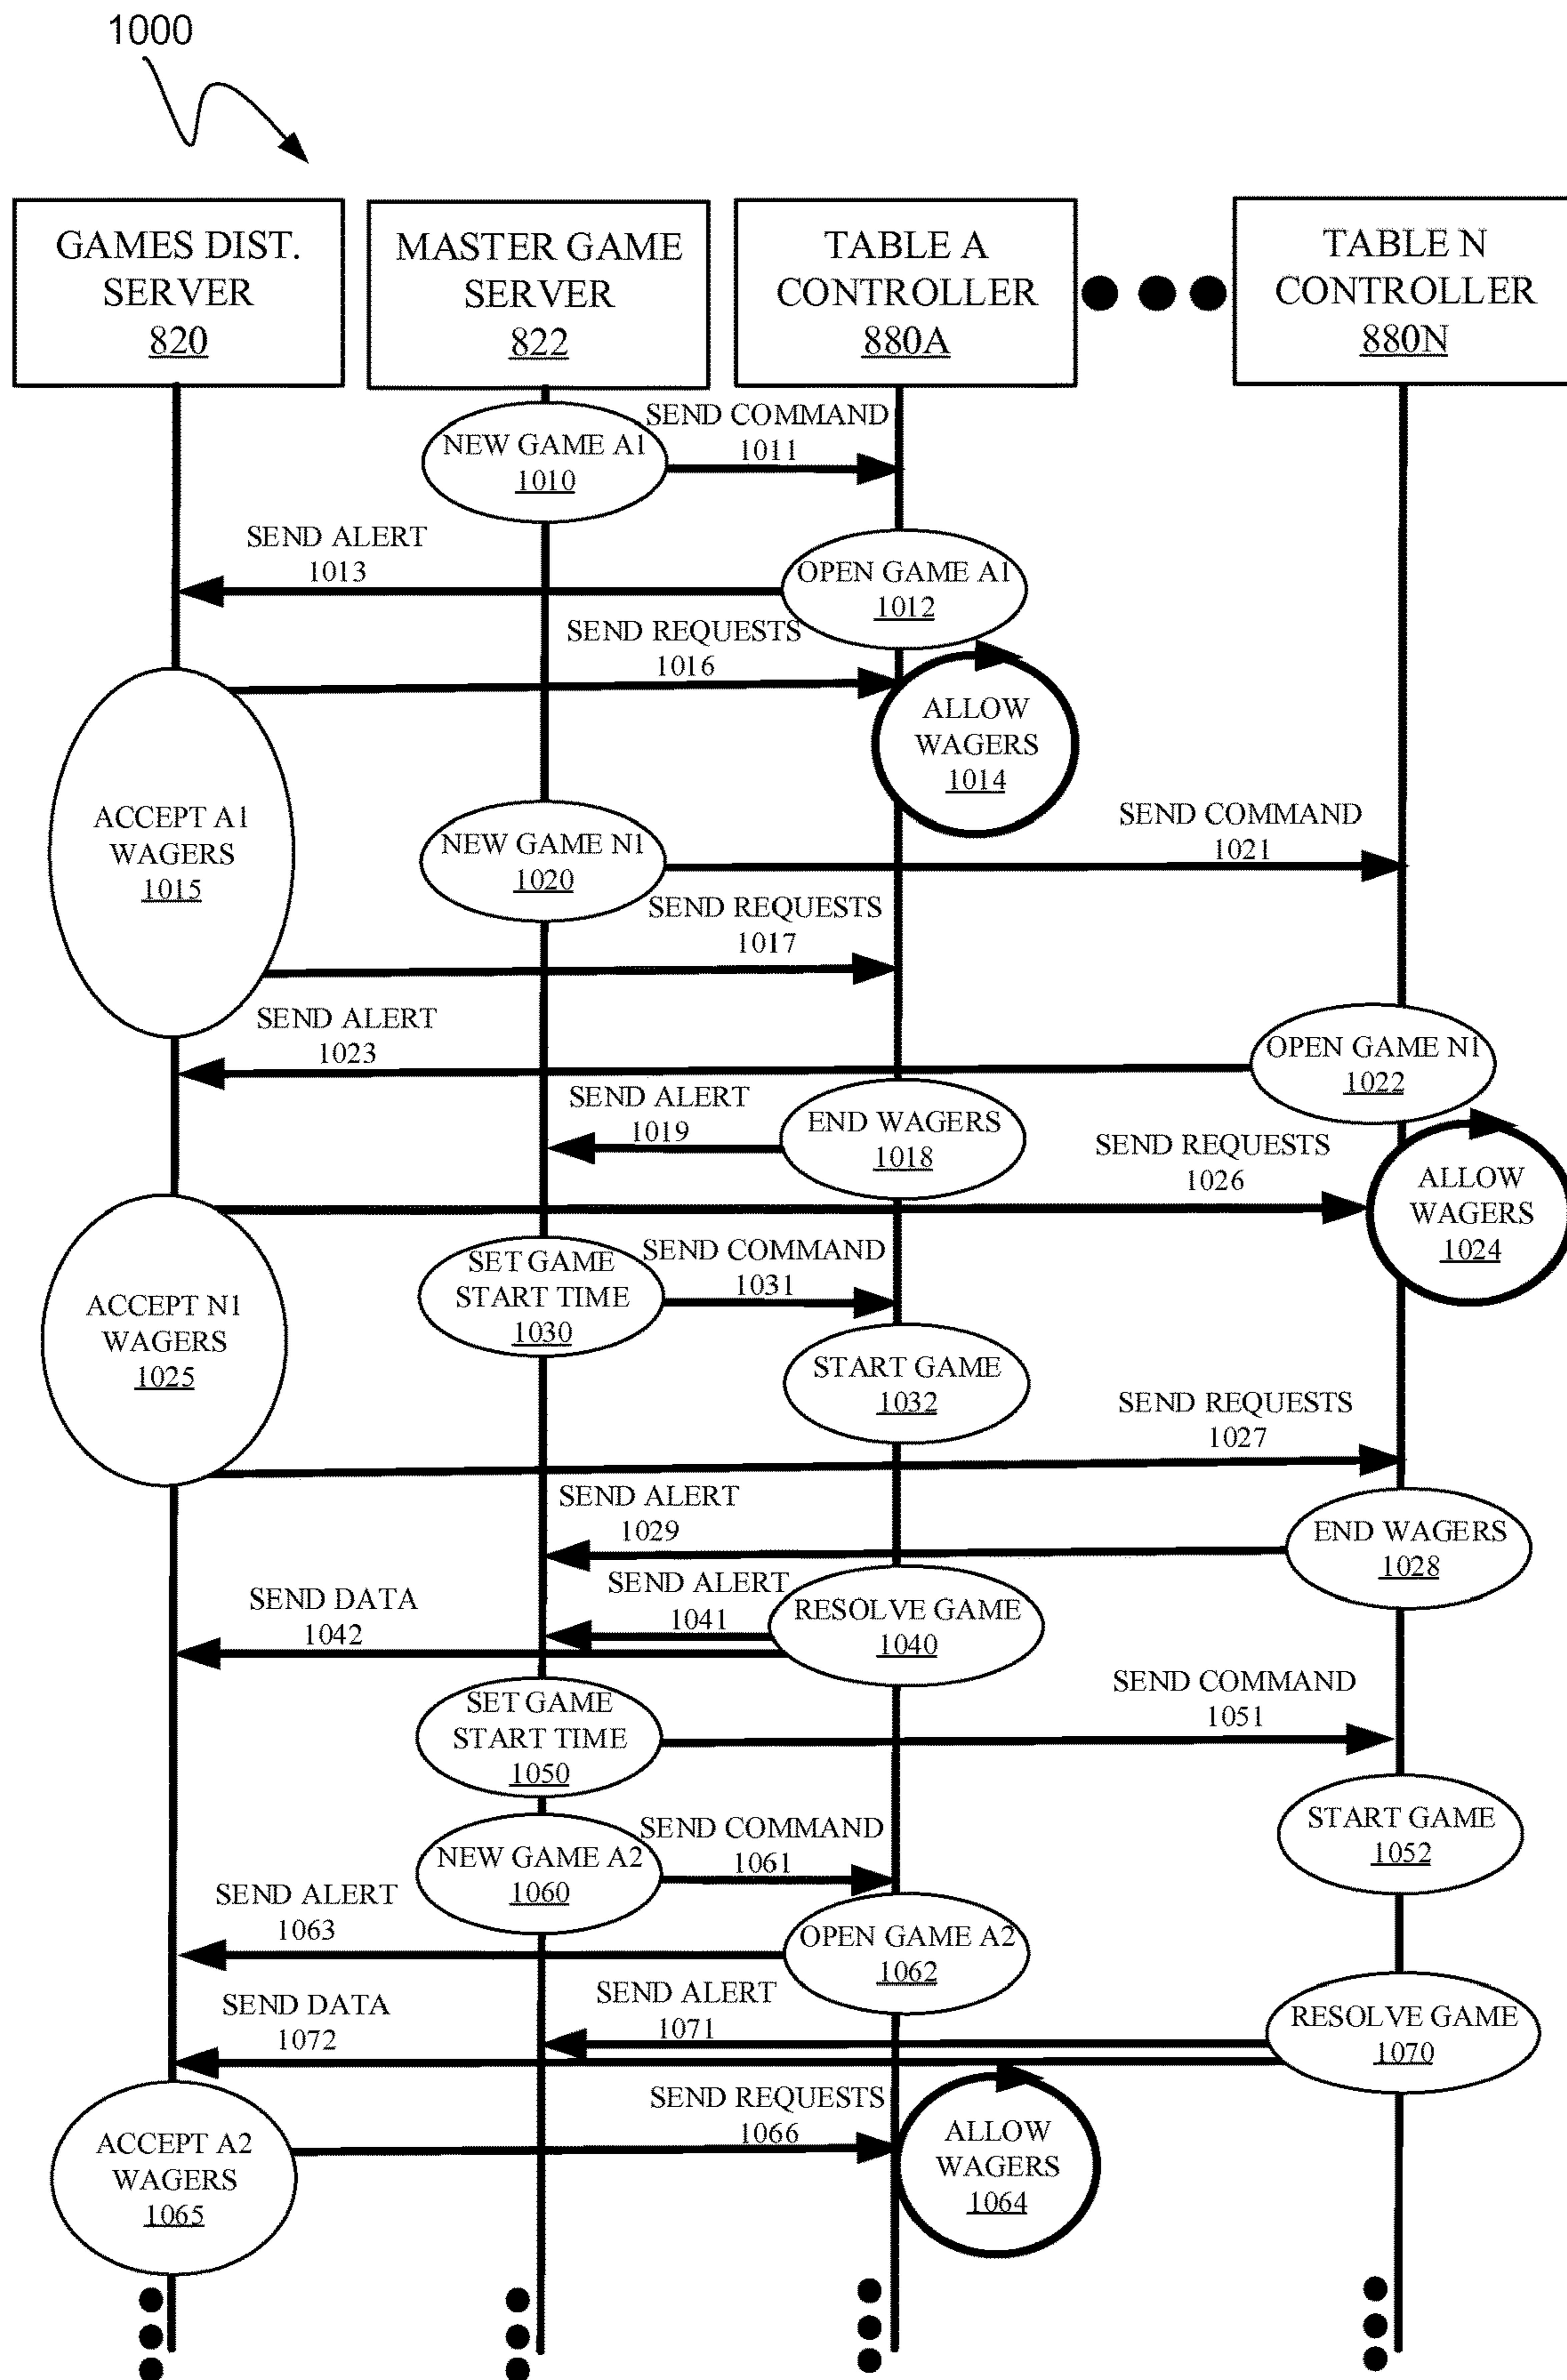 1000
GAMES DIST.
SERVER
820
MASTER GAME
SERVER
822
TABLE A
CONTROLLER
880A
TABLE N
CONTROLLER
880N
SEND COMMAND
1011
NEW GAME A1
1010
SEND ALERT
1013
OPEN GAME A1
1012
SEND REQUESTS
1016
ALLOW
WAGERS
1014
ACCEPT A1
WAGERS
1015
NEW GAME N1
1020
SEND COMMAND
1021
SEND REQUESTS
1017
SEND ALERT
1023
OPEN GAME N1
1022
SEND ALERT
1019
END WAGERS
1018
SEND REQUESTS
1026
ALLOW
WAGERS
1024
SET GAME
START TIME
1030
SEND COMMAND
1031
ACCEPT N1
WAGERS
1025
START GAME
1032
SEND REQUESTS
1027
SEND ALERT
1029
END WAGERS
1028
SEND DATA
1042
SEND ALERT
1041
RESOLVE GAME
1040
SET GAME
START TIME
1050
SEND COMMAND
1051
START GAME
1052
NEW GAME A2
1060
SEND COMMAND
1061
SEND ALERT
1063
OPEN GAME A2
1062
SEND DATA
1072
SEND ALERT
1071
RESOLVE GAME
1070
SEND REQUESTS
1066
ACCEPT A2
WAGERS
1065
ALLOW
WAGERS
1064